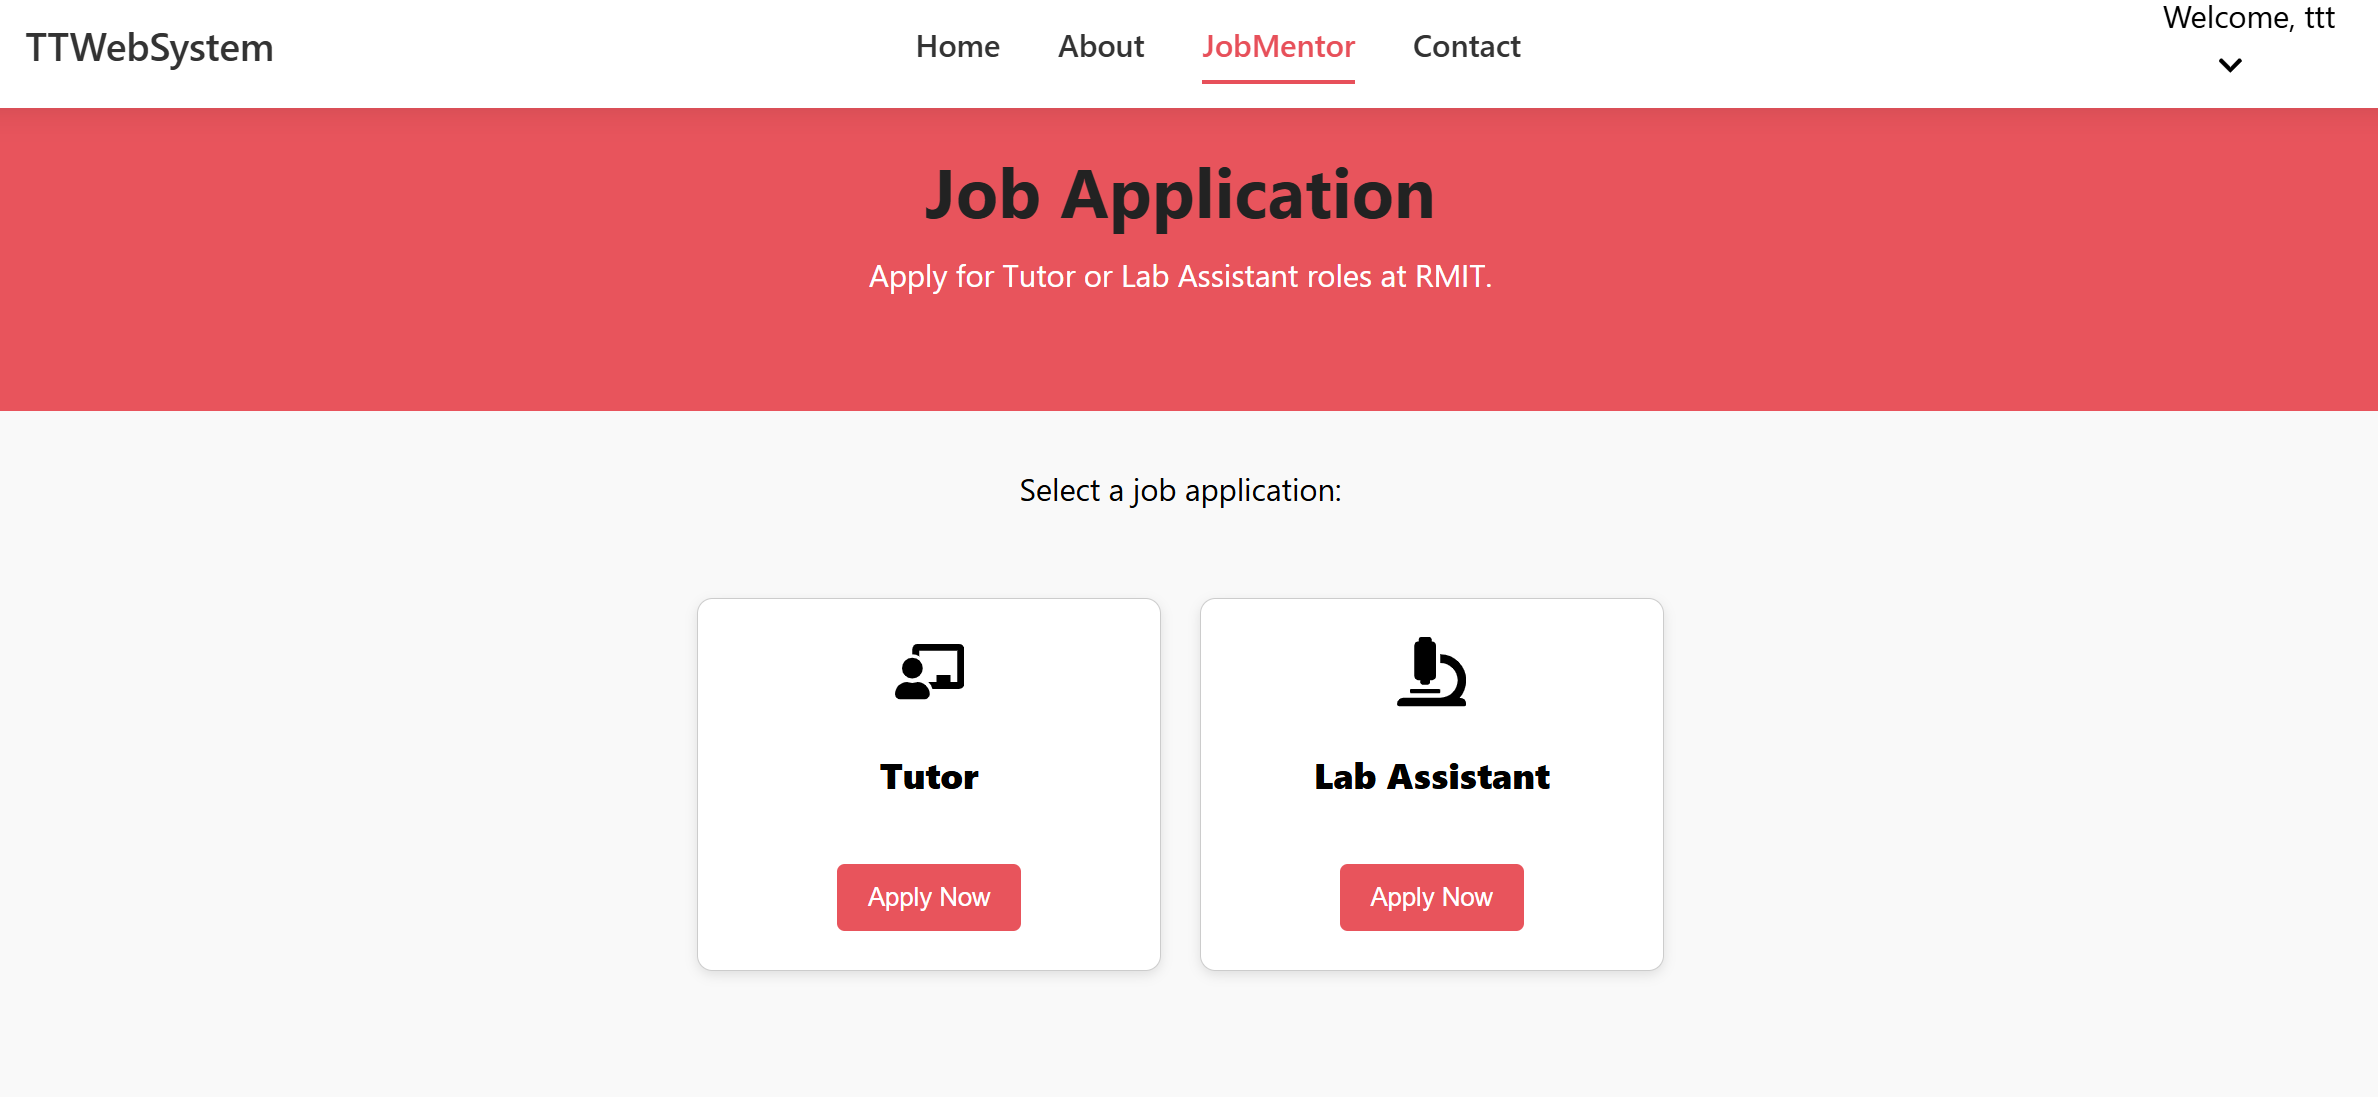 TTWebSystem
Home
About
JobMentor
Contact
Welcome, ttt
Job Application
Apply for Tutor or Lab Assistant roles at RMIT.
Select a job application:
Tutor
Apply Now
Lab Assistant
Apply Now